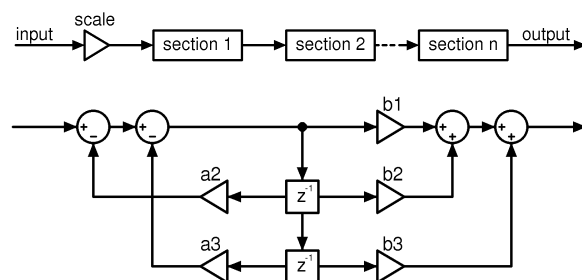 scale
input section 1 section 2 section n output
b1
+ + + +
− − + +
a2 b2
z⁻¹
a3 b3
z⁻¹